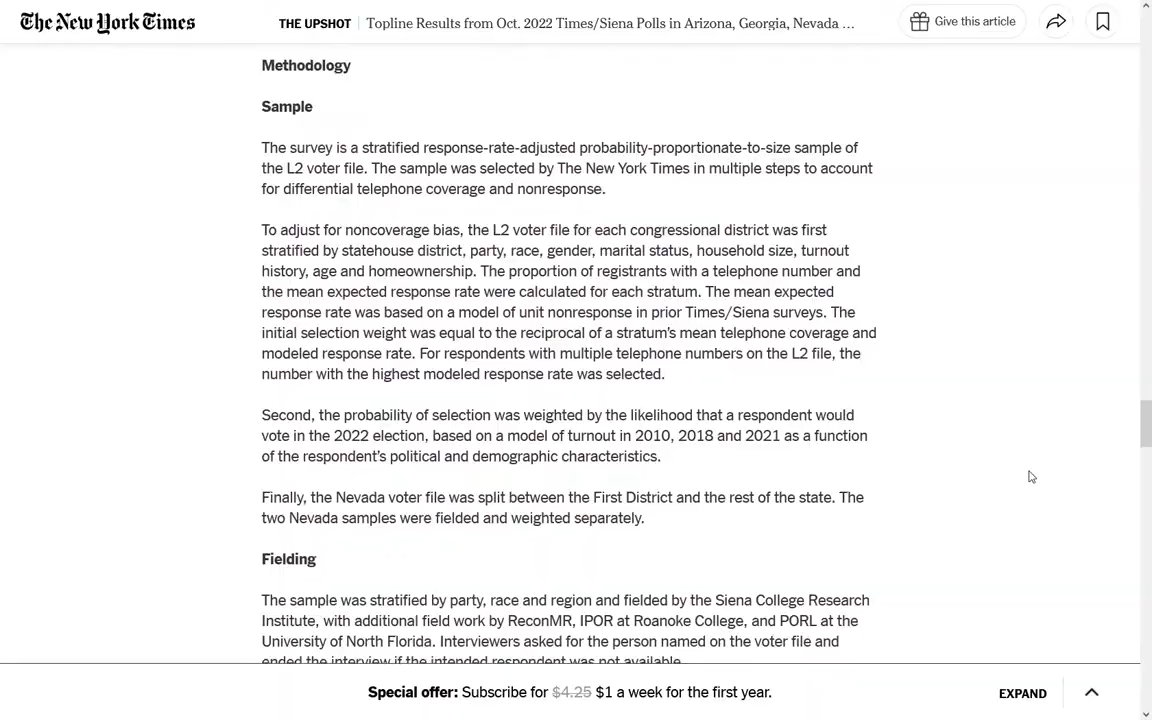 The New York Times
THE UPSHOT | Topline Results from Oct. 2022 Times/Siena Polls in Arizona, Georgia, Nevada ...
Give this article
Methodology
Sample
The survey is a stratified response-rate-adjusted probability-proportionate-to-size sample of
the L2 voter file. The sample was selected by The New York Times in multiple steps to account
for differential telephone coverage and nonresponse.
To adjust for noncoverage bias, the L2 voter file for each congressional district was first
stratified by statehouse district, party, race, gender, marital status, household size, turnout
history, age and homeownership. The proportion of registrants with a telephone number and
the mean expected response rate were calculated for each stratum. The mean expected
response rate was based on a model of unit nonresponse in prior Times/Siena surveys. The
initial selection weight was equal to the reciprocal of a stratum’s mean telephone coverage and
modeled response rate. For respondents with multiple telephone numbers on the L2 file, the
number with the highest modeled response rate was selected.
Second, the probability of selection was weighted by the likelihood that a respondent would
vote in the 2022 election, based on a model of turnout in 2010, 2018 and 2021 as a function
of the respondent’s political and demographic characteristics.
Finally, the Nevada voter file was split between the First District and the rest of the state. The
two Nevada samples were fielded and weighted separately.
Fielding
The sample was stratified by party, race and region and fielded by the Siena College Research
Institute, with additional field work by ReconMR, IPOR at Roanoke College, and PORL at the
University of North Florida. Interviewers asked for the person named on the voter file and
ended the interview if the intended respondent was not available.
Special offer: Subscribe for $4.25 $1 a week for the first year.
EXPAND